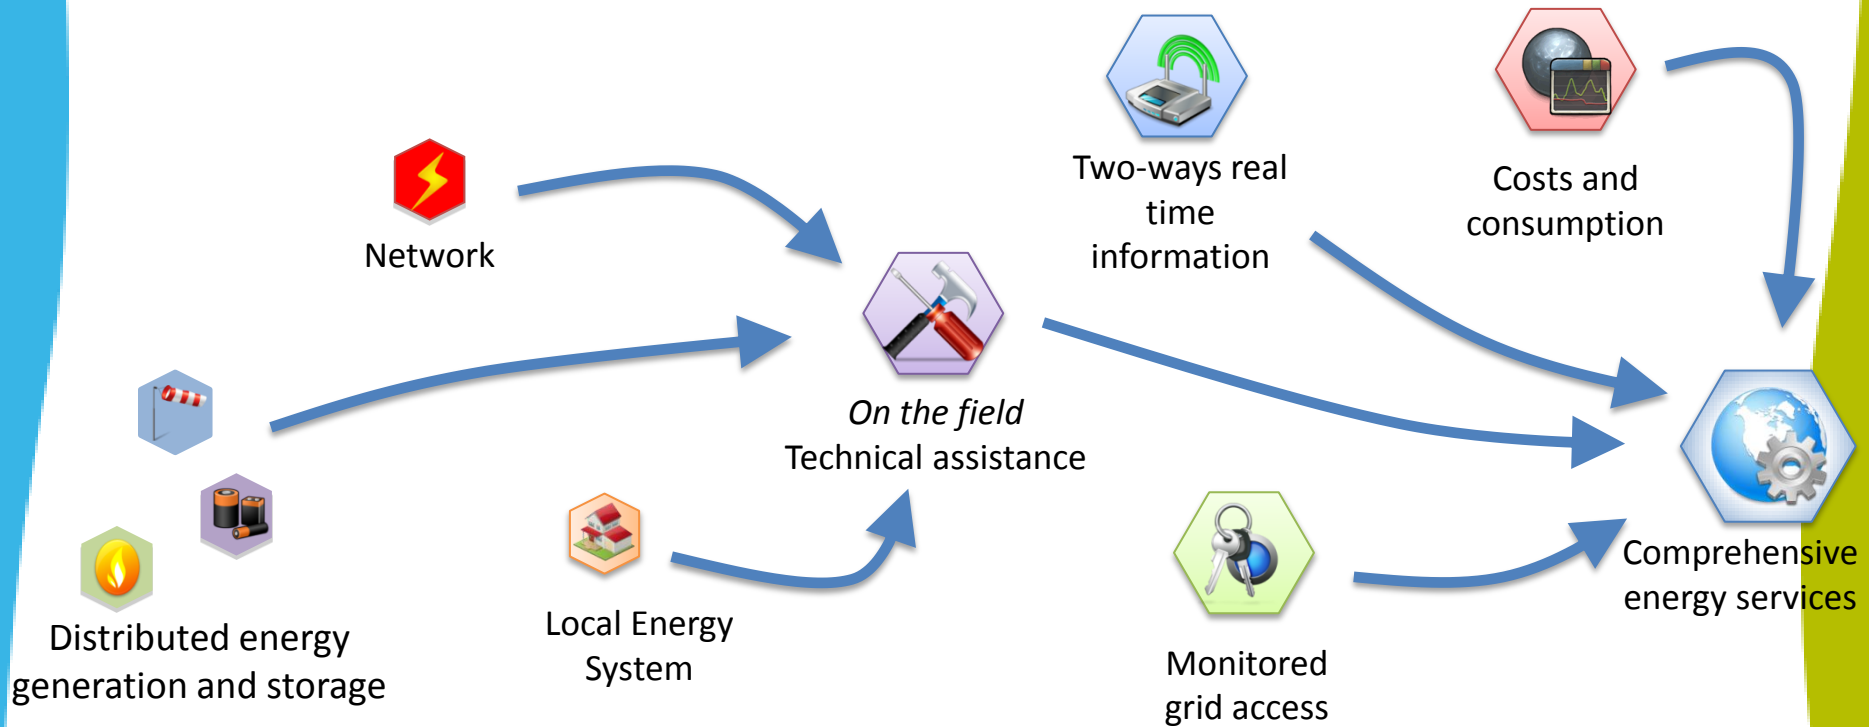 Two-ways real
time
information
Costs and
consumption
Network
On the field
Technical assistance
Distributed energy
generation and storage
Local Energy
System
Monitored
grid access
Comprehensive
energy services